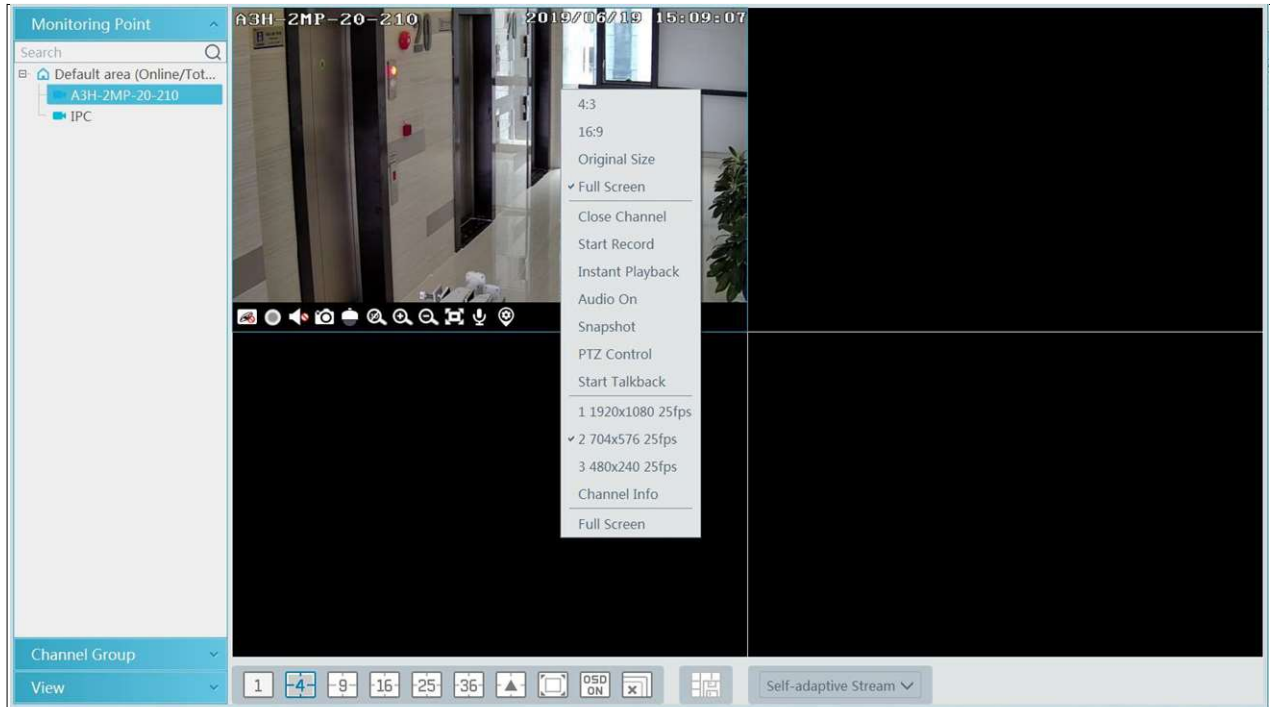 Monitoring Point
Search
Default area (Online/Tot...
A3H-2MP-20-210
IPC
Channel Group
View
A3H-2MP-20-210
2019/06/19 15:09:07
20
20
4:3
16:9
Original Size
Full Screen
Close Channel
Start Record
Instant Playback
Audio On
Snapshot
PTZ Control
Start Talkback
1 1920x1080 25fps
2 704x576 25fps
3 480x240 25fps
Channel Info
Full Screen
1
4
9
16
25
36
OSD
ON
Self-adaptive Stream